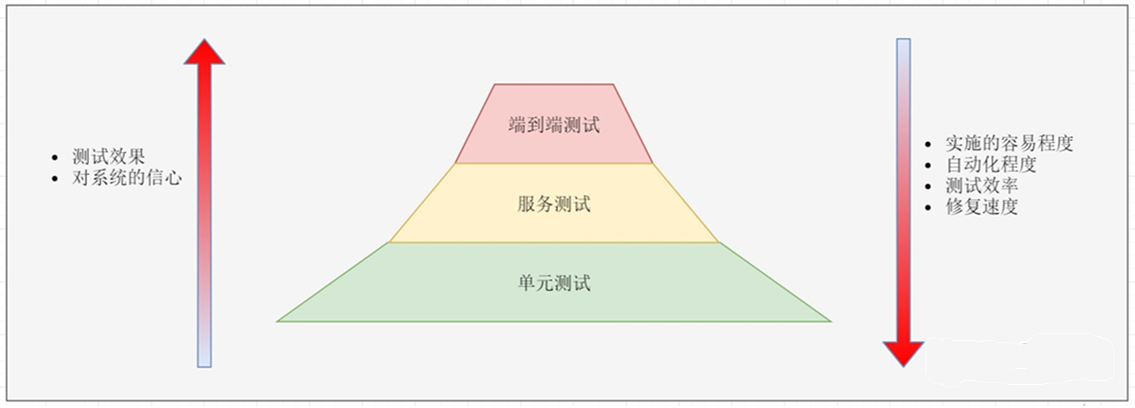 端到端测试
测试效果
对系统的信心
实施的容易程度
自动化程度
测试效率
修复速度
服务测试
单元测试